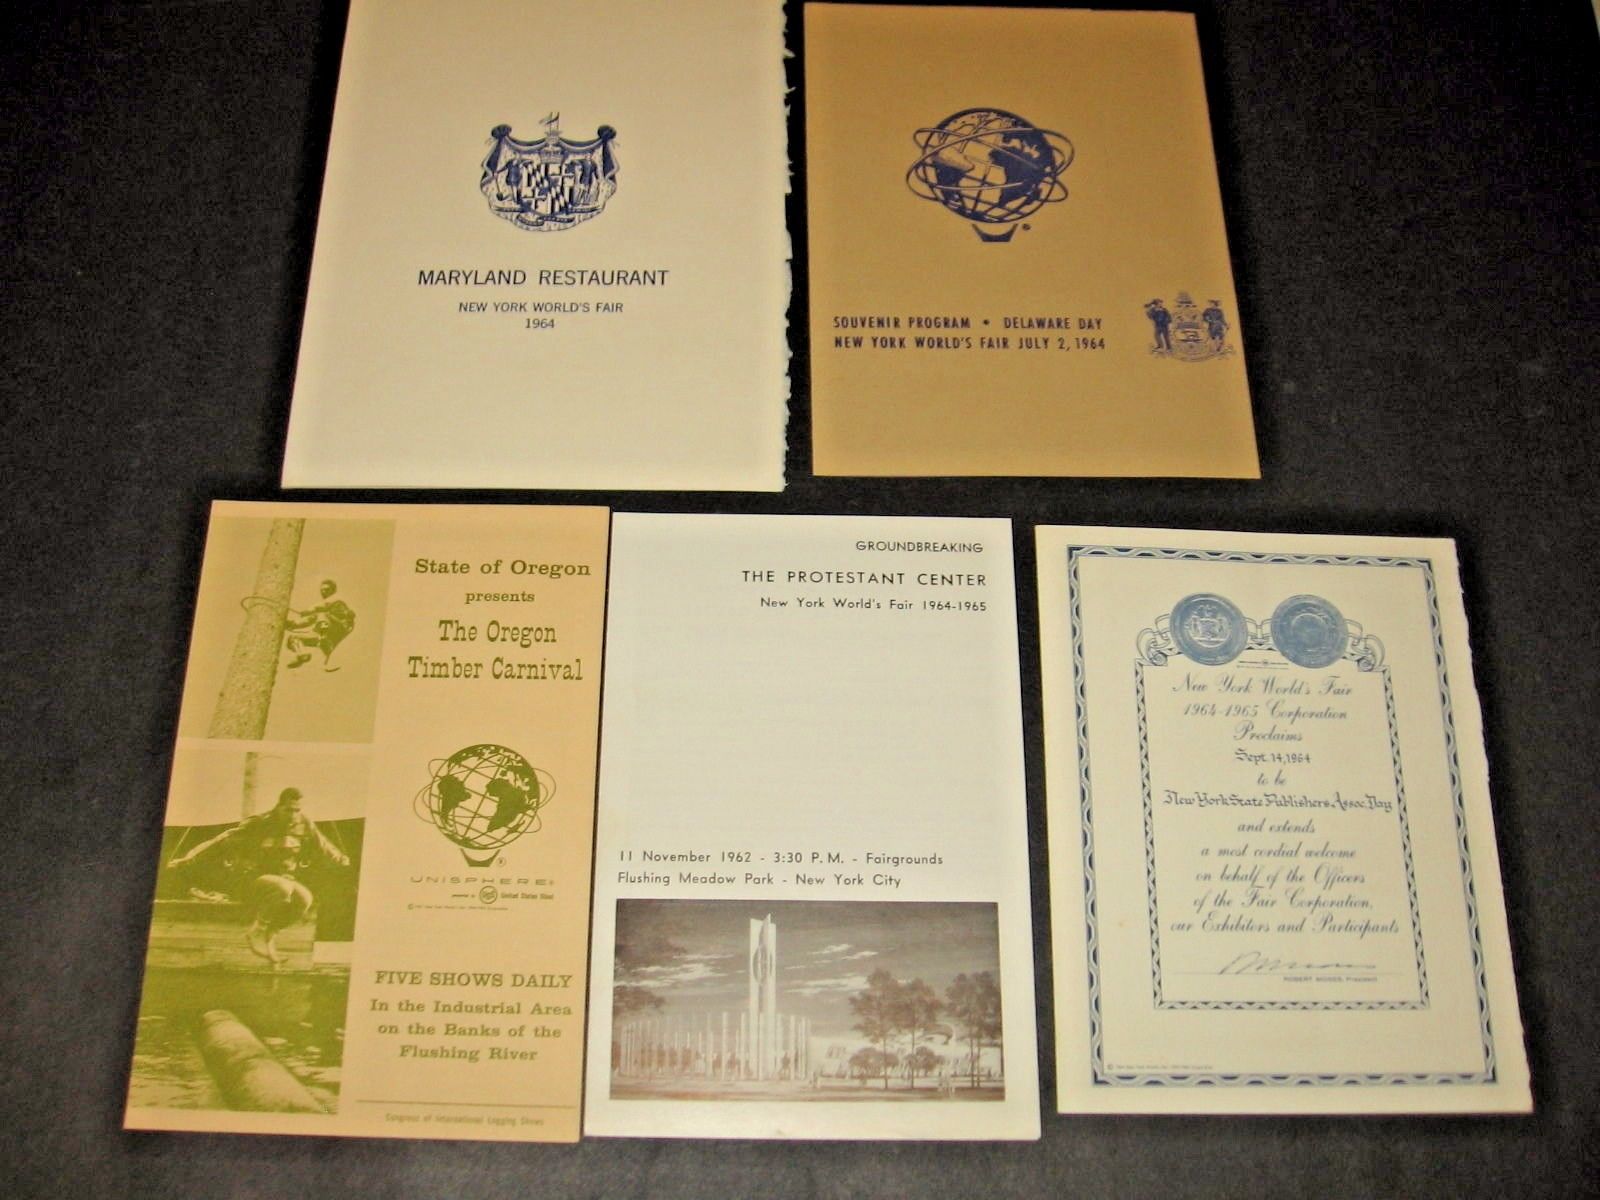 MARYLAND RESTAURANT
NEW YORK WORLD'S FAIR
1964
SOUVENIR PROGRAM • DELAWARE DAY
NEW YORK WORLD'S FAIR JULY 2, 1964
State of Oregon
presents
The Oregon
Timber Carnival
UNISPHERE®
United States Steel
FIVE SHOWS DAILY
In the Industrial Area
on the Banks of the
Flushing River
Congress of International Logging Shows
GROUNDBREAKING
THE PROTESTANT CENTER
New York World's Fair 1964-1965
11 November 1962 - 3:30 P.M. - Fairgrounds
Flushing Meadow Park - New York City
New York World's Fair
1964-1965 Corporation
Proclaims
Sept. 14, 1964
to be
New York State Publishers Assoc. Day
and extends
a most cordial welcome
on behalf of the Officers
of the Fair Corporation,
our Exhibitors and Participants
ROBERT MOSES, President